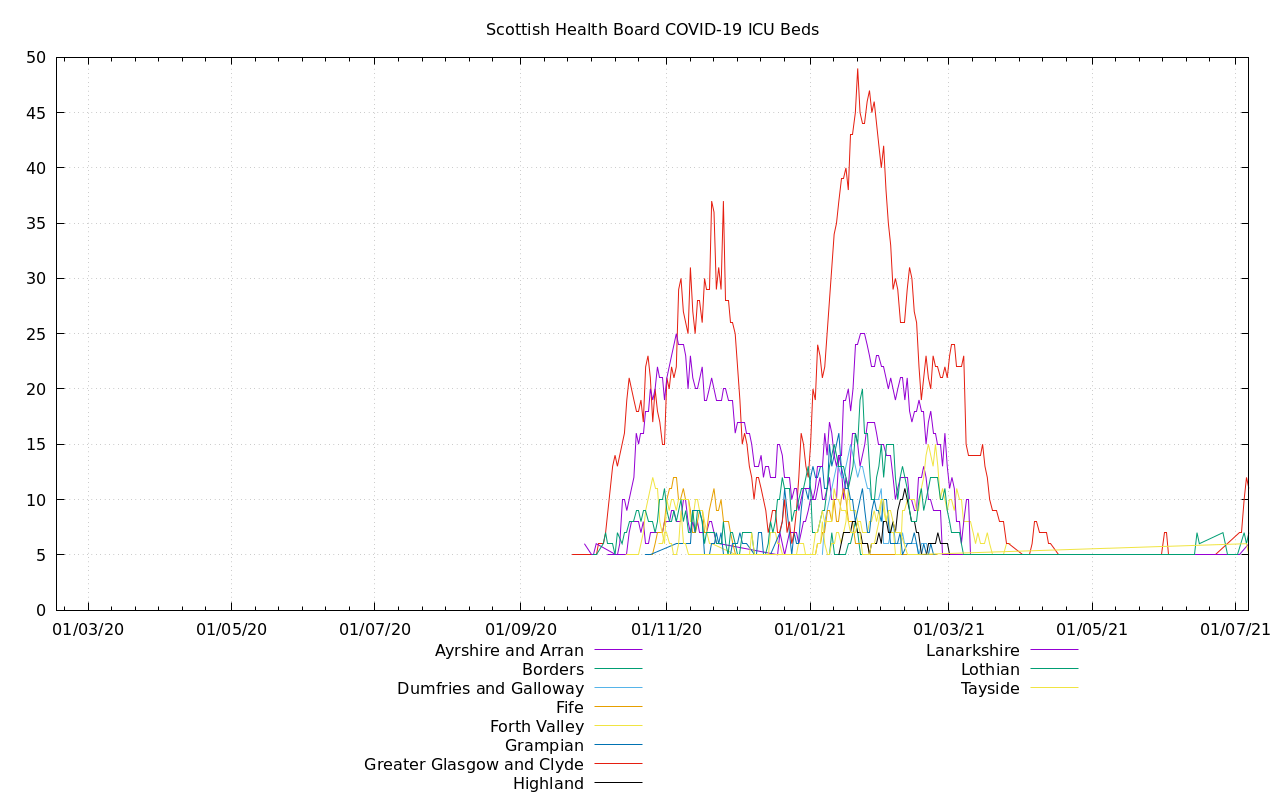 Scottish Health Board COVID-19 ICU Beds
50
45
40
35
30
25
20
15
10
5
0
01/03/20 01/05/20 01/07/20 01/09/20 01/11/20 01/01/21 01/03/21 01/05/21 01/07/21
Ayrshire and Arran
Borders
Dumfries and Galloway
Fife
Forth Valley
Grampian
Greater Glasgow and Clyde
Highland
Lanarkshire
Lothian
Tayside